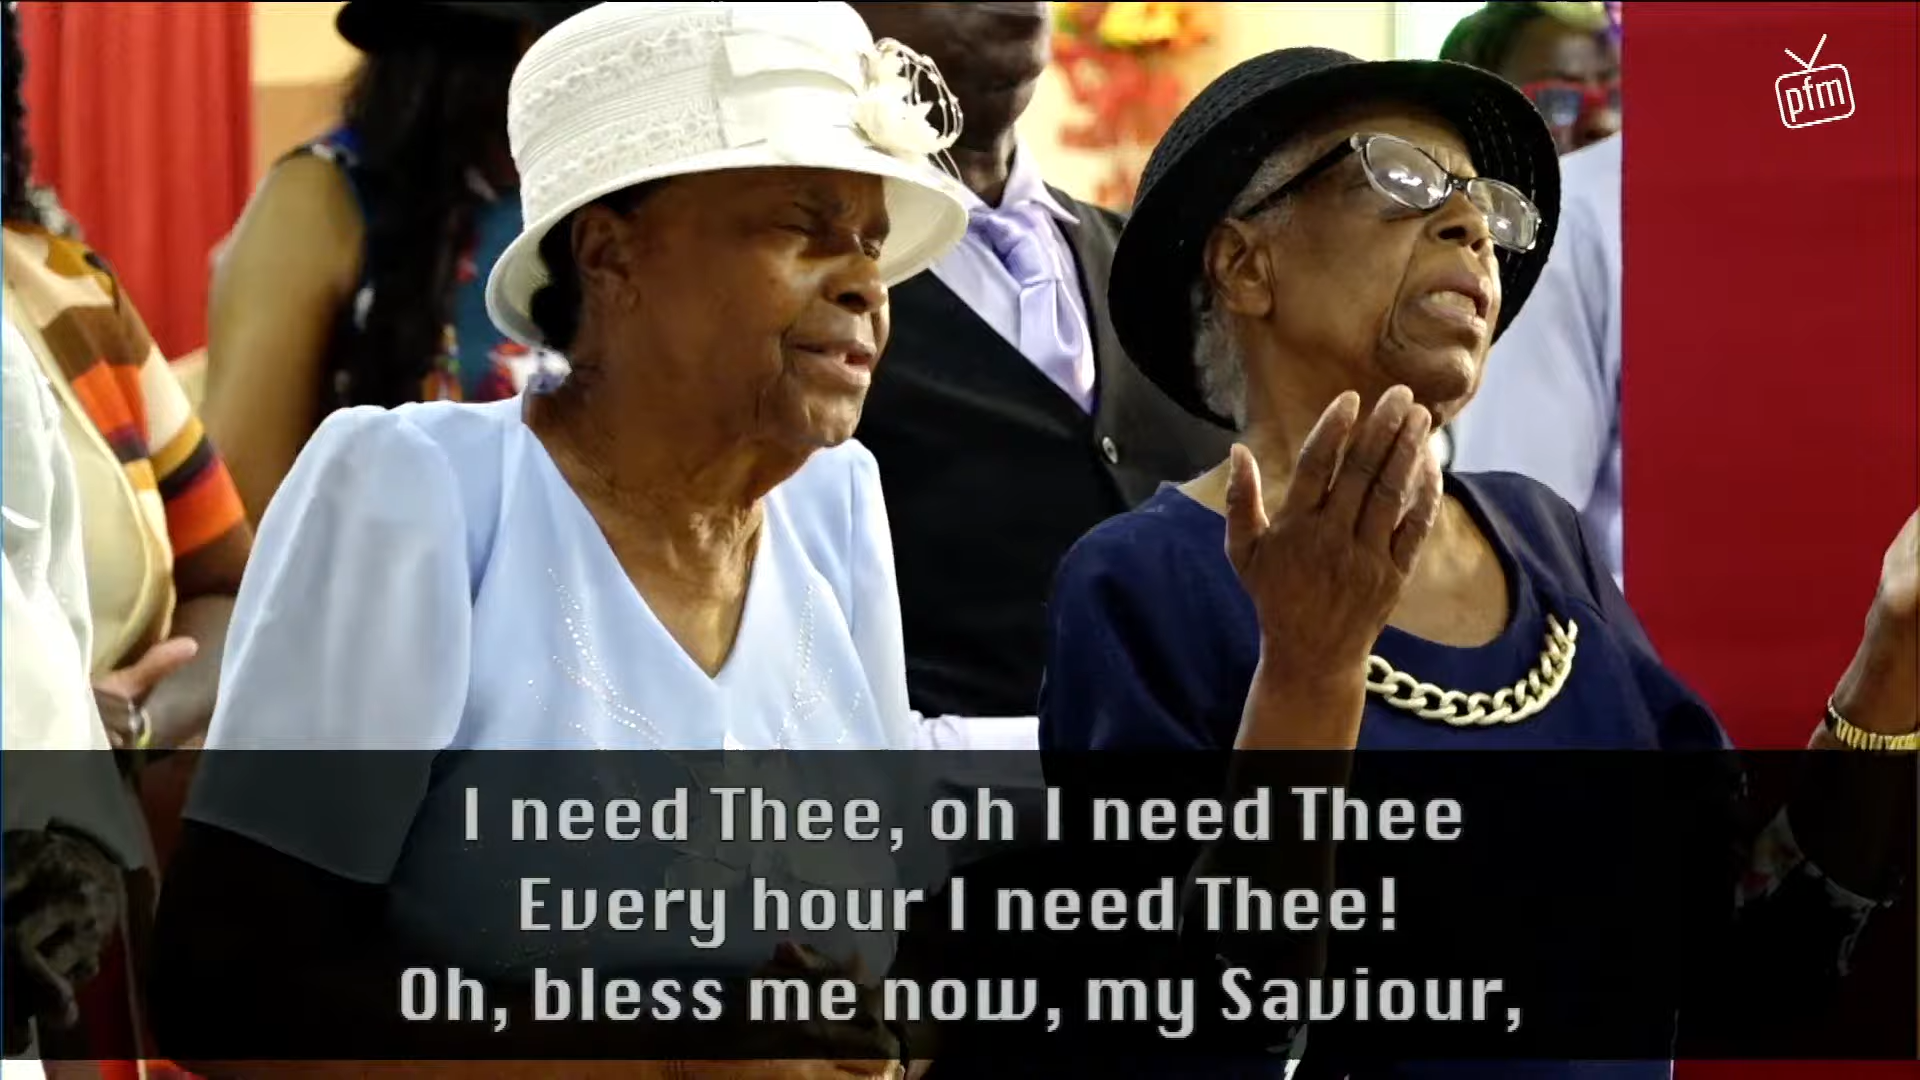 pfm
I need Thee, oh I need Thee
Every hour I need Thee!
Oh, bless me now, my Saviour,